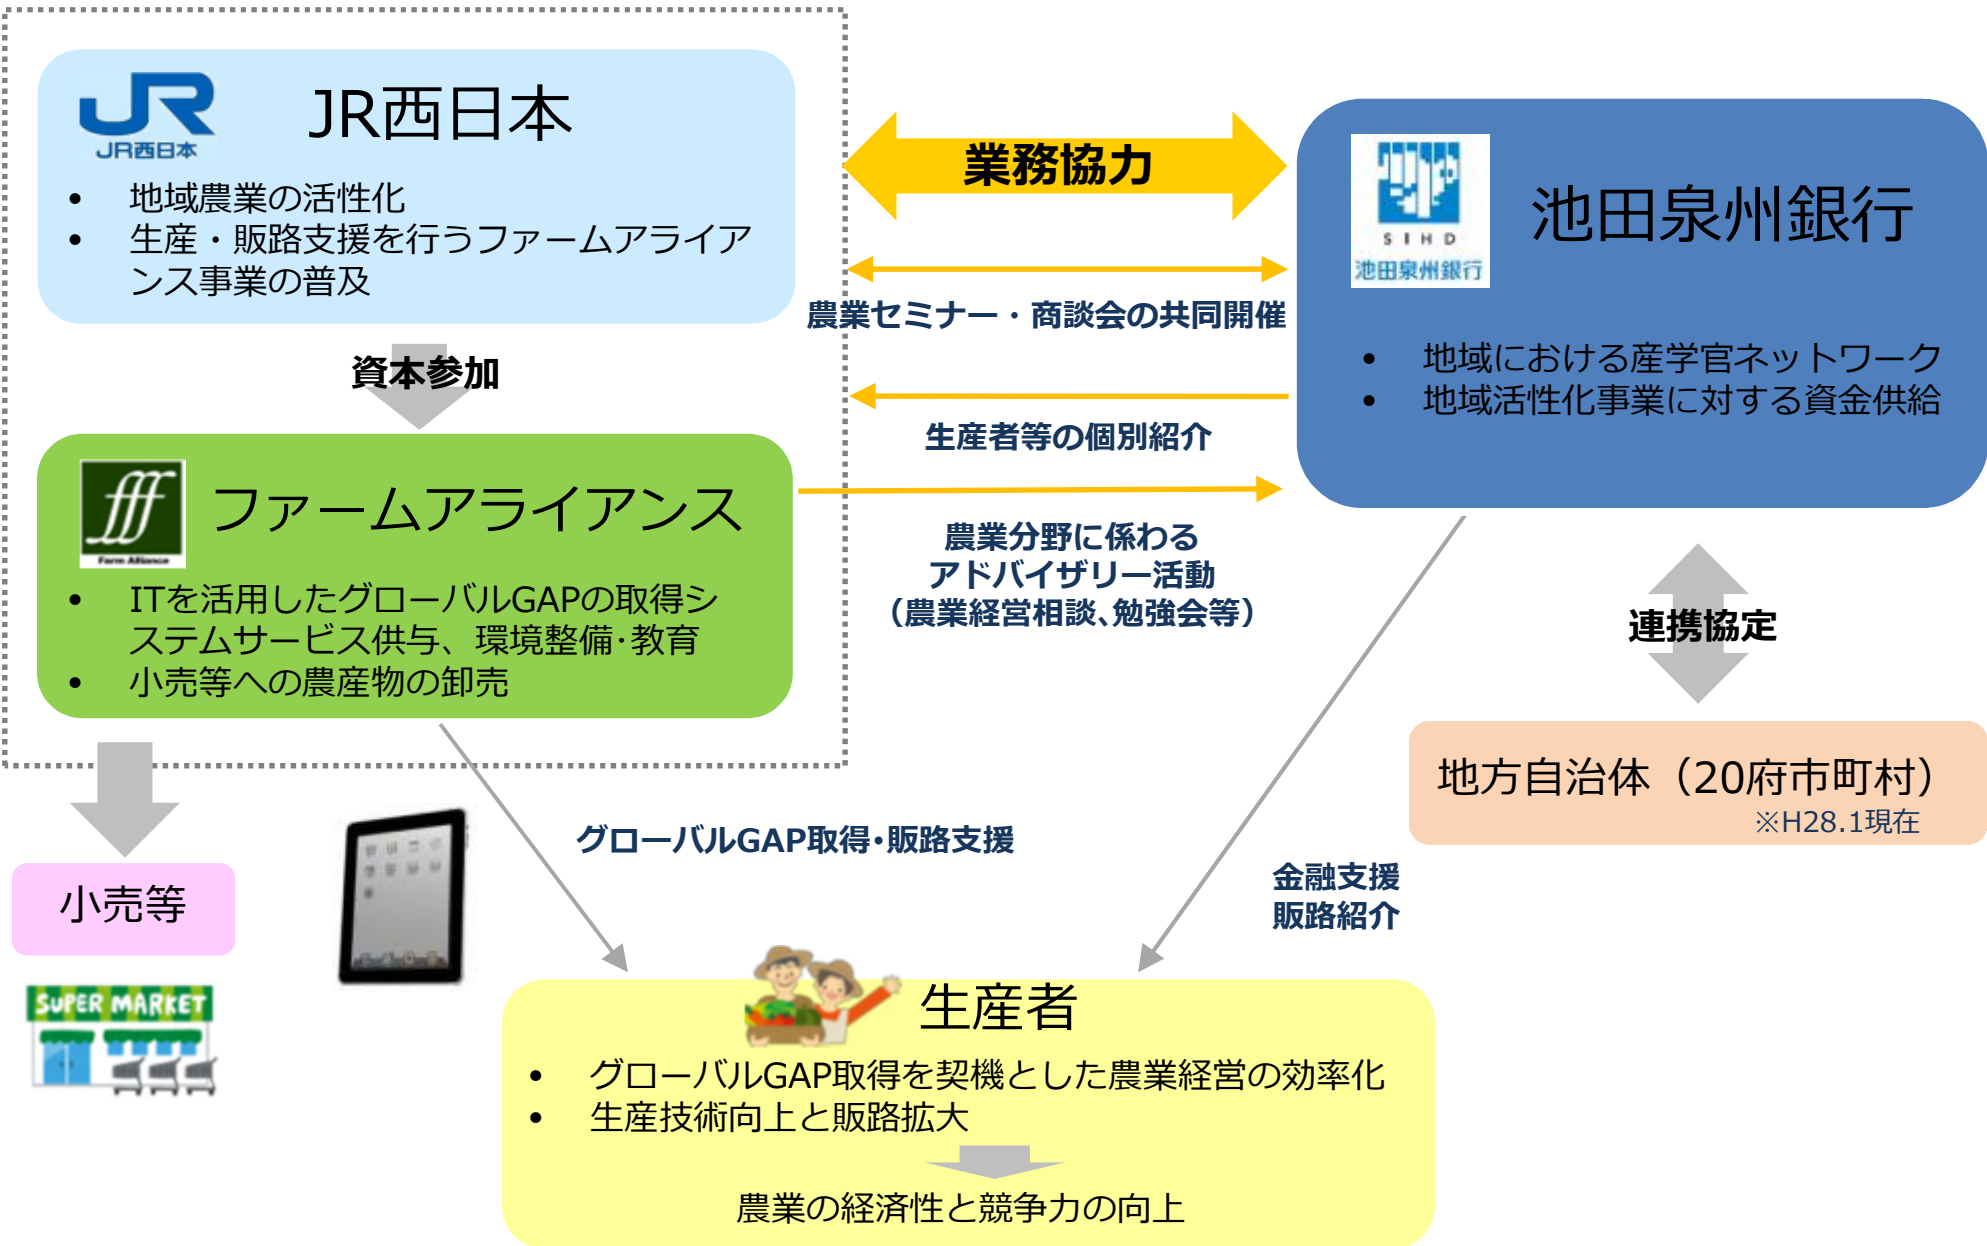 JR西日本
JR西日本
• 地域農業の活性化
• 生産・販路支援を行うファームアライア
ンス事業の普及
資本参加
fff
Farm Alliance
ファームアライアンス
• ITを活用したグローバルGAPの取得シ
ステムサービス供与、環境整備・教育
• 小売等への農産物の卸売
業務協力
農業セミナー・商談会の共同開催
生産者等の個別紹介
農業分野に係わる
アドバイザリー活動
（農業経営相談、勉強会等）
SIHD
池田泉州銀行
池田泉州銀行
• 地域における産学官ネットワーク
• 地域活性化事業に対する資金供給
連携協定
地方自治体（20府市町村）
※H28.1現在
小売等
SUPER MARKET
グローバルGAP取得・販路支援
金融支援
販路紹介
生産者
• グローバルGAP取得を契機とした農業経営の効率化
• 生産技術向上と販路拡大
農業の経済性と競争力の向上